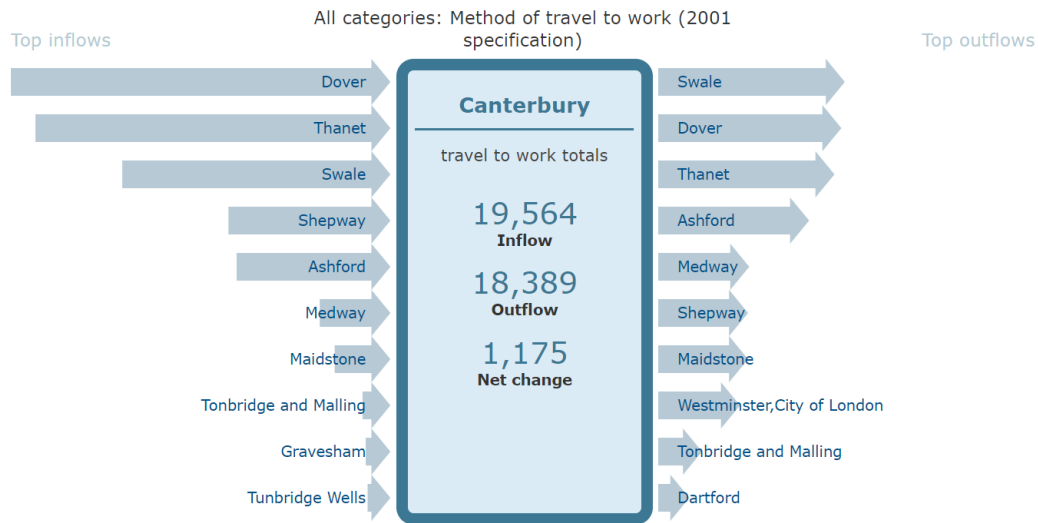 All categories: Method of travel to work (2001
specification)
Top inflows
Top outflows
Dover
Thanet
Swale
Shepway
Ashford
Medway
Maidstone
Tonbridge and Malling
Gravesham
Tunbridge Wells
Canterbury
travel to work totals
19,564
Inflow
18,389
Outflow
1,175
Net change
Swale
Dover
Thanet
Ashford
Medway
Shepway
Maidstone
Westminster,City of London
Tonbridge and Malling
Dartford